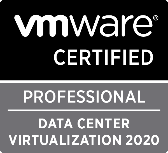 vmware®
CERTIFIED
PROFESSIONAL
DATA CENTER
VIRTUALIZATION 2020